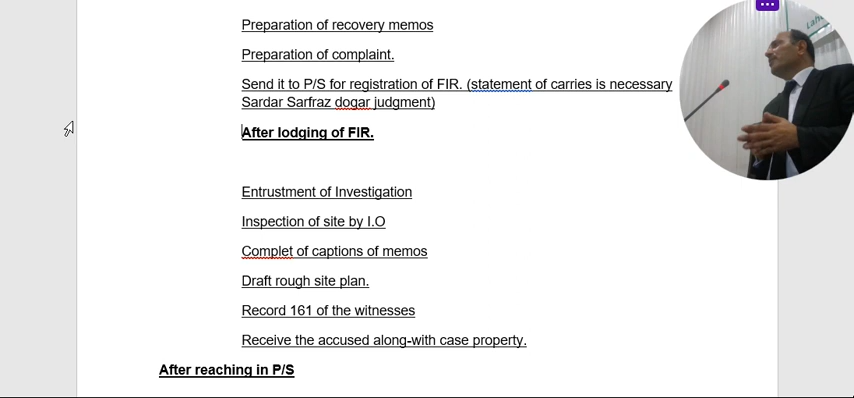 Preparation of recovery memos
Preparation of complaint.
Send it to P/S for registration of FIR. (statement of carries is necessary
Sardar Sarfraz dogar judgment)
After lodging of FIR.
Entrustment of Investigation
Inspection of site by I.O
Complet of captions of memos
Draft rough site plan.
Record 161 of the witnesses
Receive the accused along-with case property.
After reaching in P/S